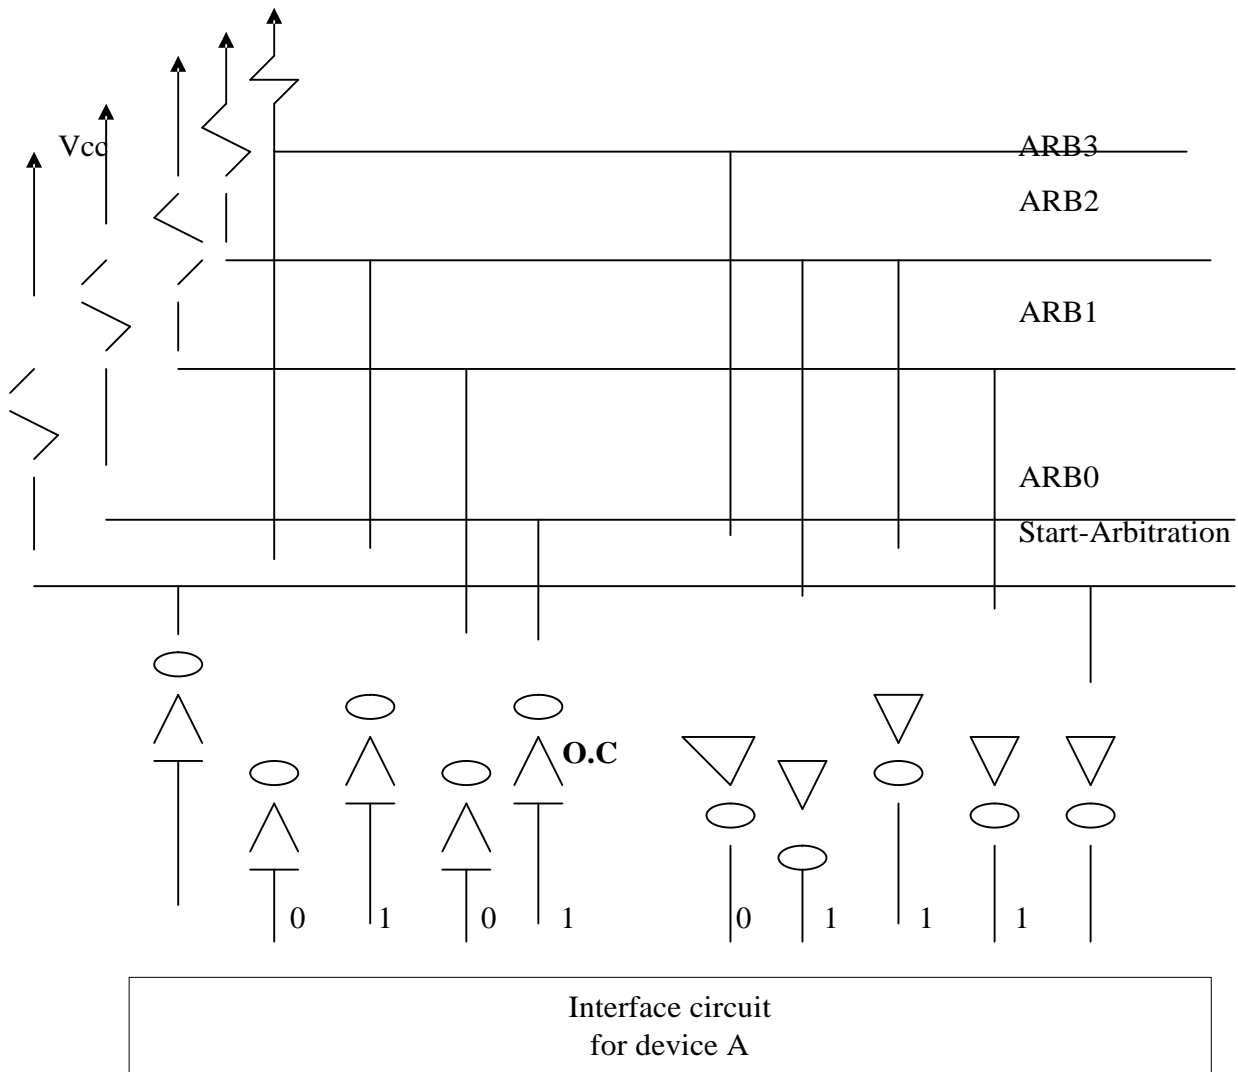 Vcc
ARB3
ARB2
ARB1
ARB0
Start-Arbitration
O.C
0 1 0 1 0 1 1 1
Interface circuit
for device A